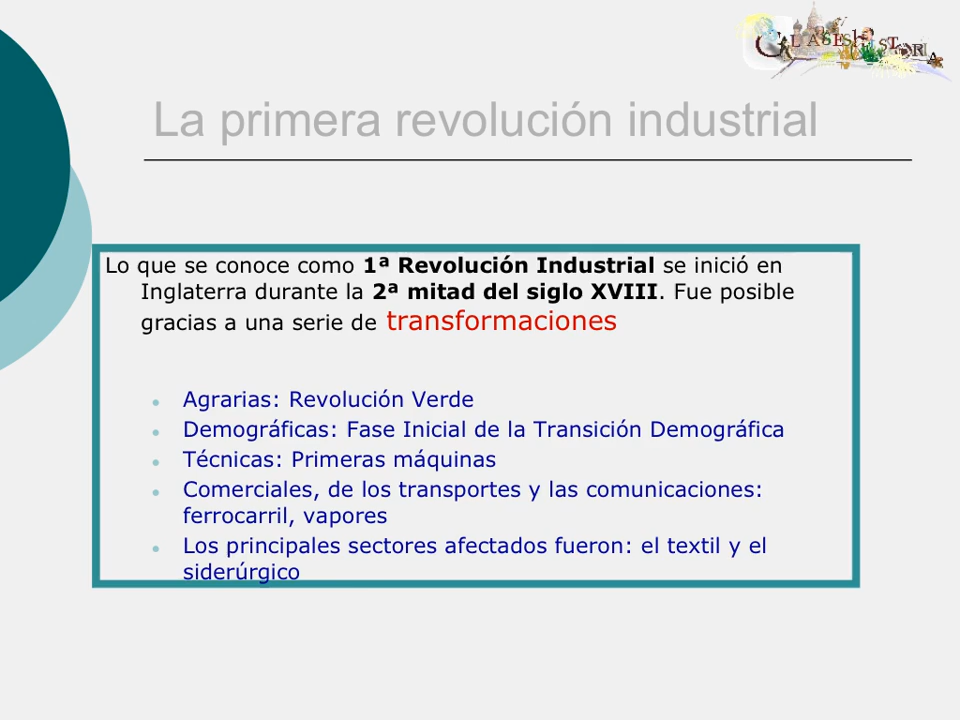 CLASES HISTORIA
La primera revolución industrial
Lo que se conoce como 1ª Revolución Industrial se inició en
Inglaterra durante la 2ª mitad del siglo XVIII. Fue posible
gracias a una serie de transformaciones
Agrarias: Revolución Verde
Demográficas: Fase Inicial de la Transición Demográfica
Técnicas: Primeras máquinas
Comerciales, de los transportes y las comunicaciones:
ferrocarril, vapores
Los principales sectores afectados fueron: el textil y el
siderúrgico